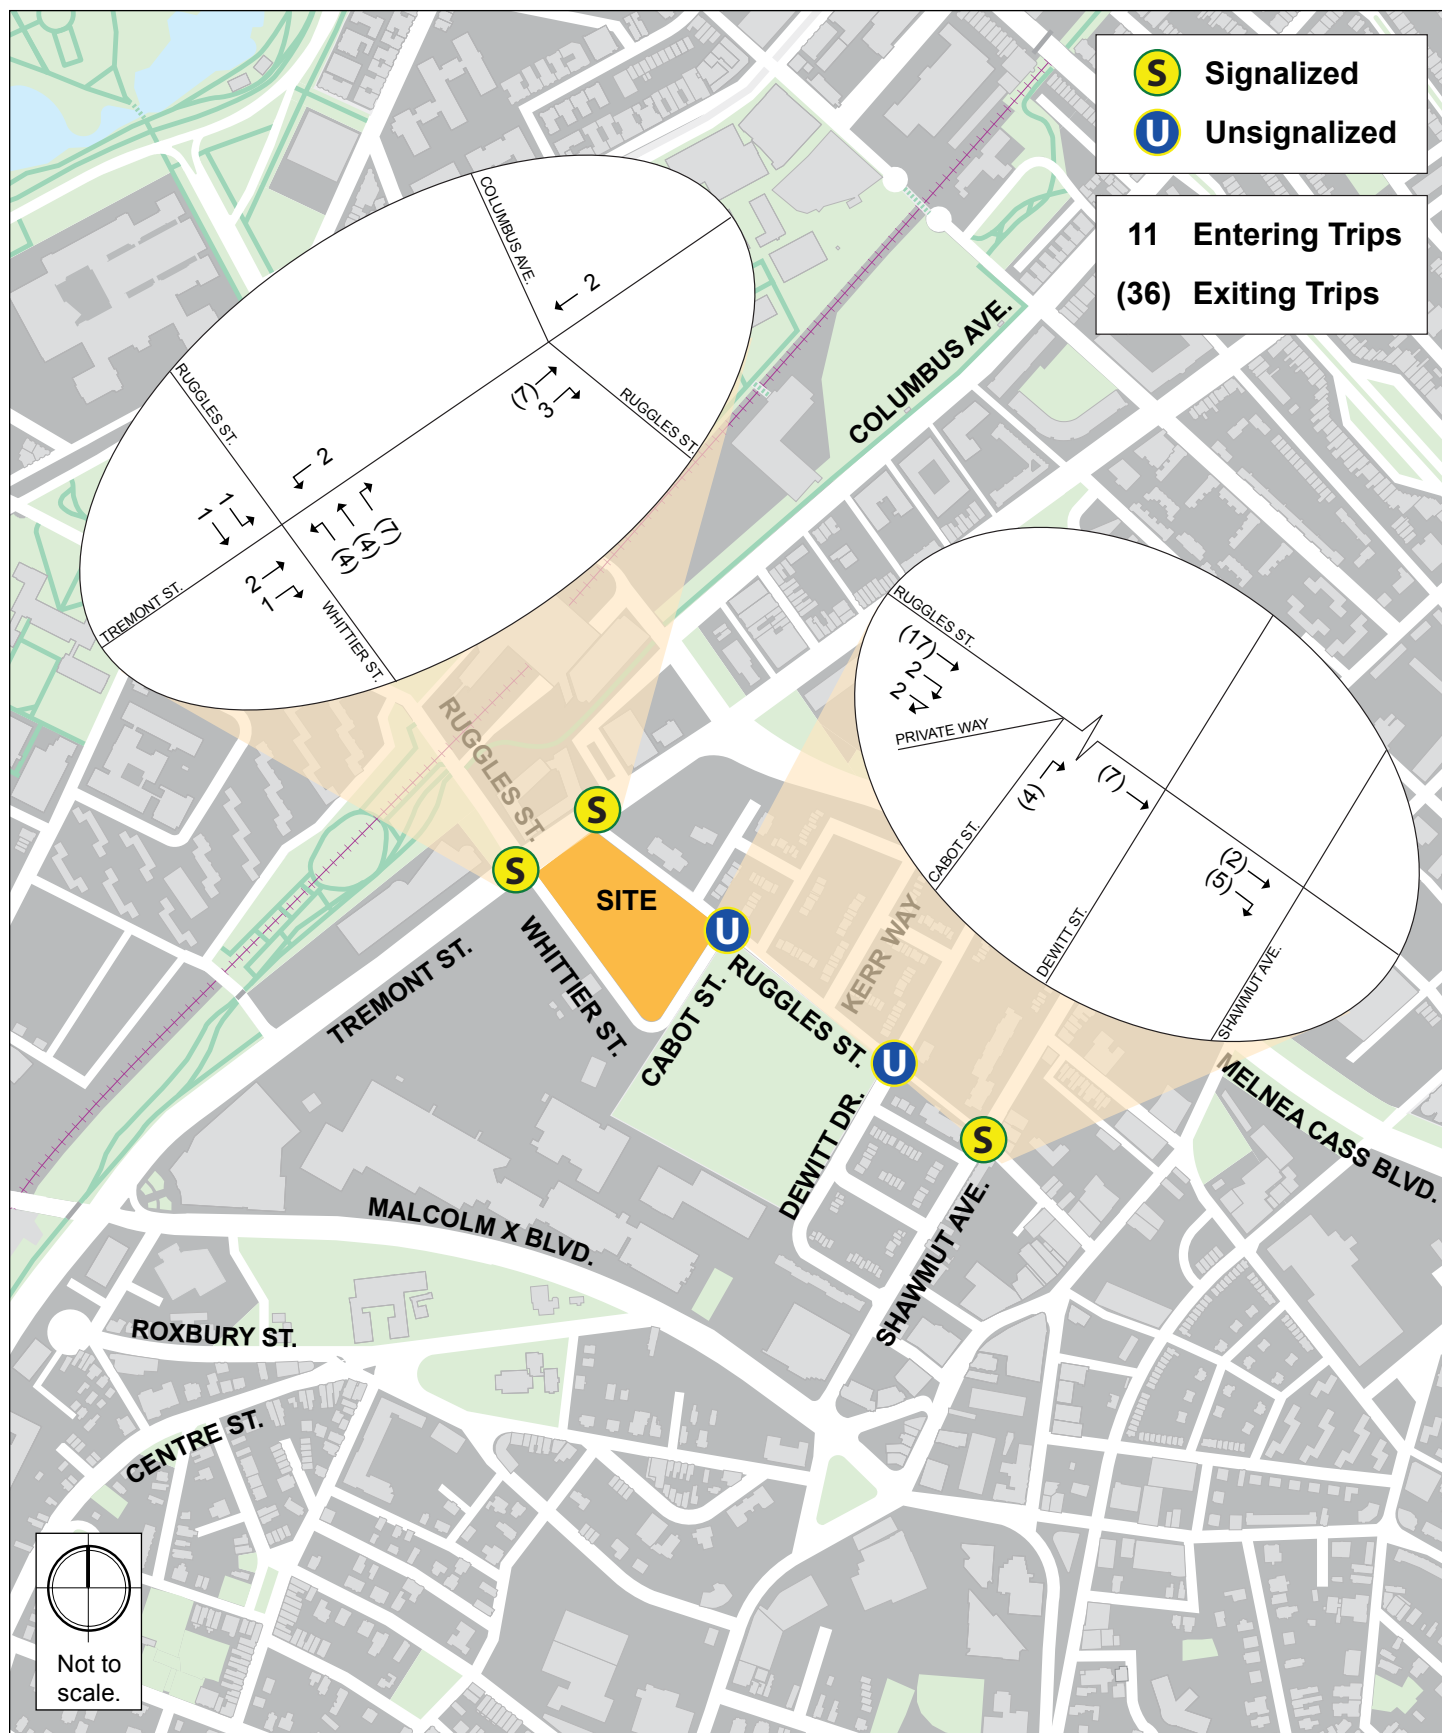 S Signalized
U Unsignalized
11 Entering Trips
(36) Exiting Trips
COLUMBUS AVE.
2
RUGGLES ST.
(7)
3
RUGGLES ST.
2
1
1
(7)
(4)
(4)
2
1
TREMONT ST.
WHITTIER ST.
COLUMBUS AVE.
RUGGLES ST.
(17)
2
2
PRIVATE WAY
(4)
(7)
CABOT ST.
(2)
(5)
DEWITT ST.
SHAWMUT AVE.
RUGGLES ST.
S
S
SITE
U
WHITTIER ST.
TREMONT ST.
CABOT ST.
RUGGLES ST.
KERR WAY
U
DEWITT DR.
S
MELNEA CASS BLVD.
SHAWMUT AVE.
MALCOLM X BLVD.
ROXBURY ST.
CENTRE ST.
Not to
scale.